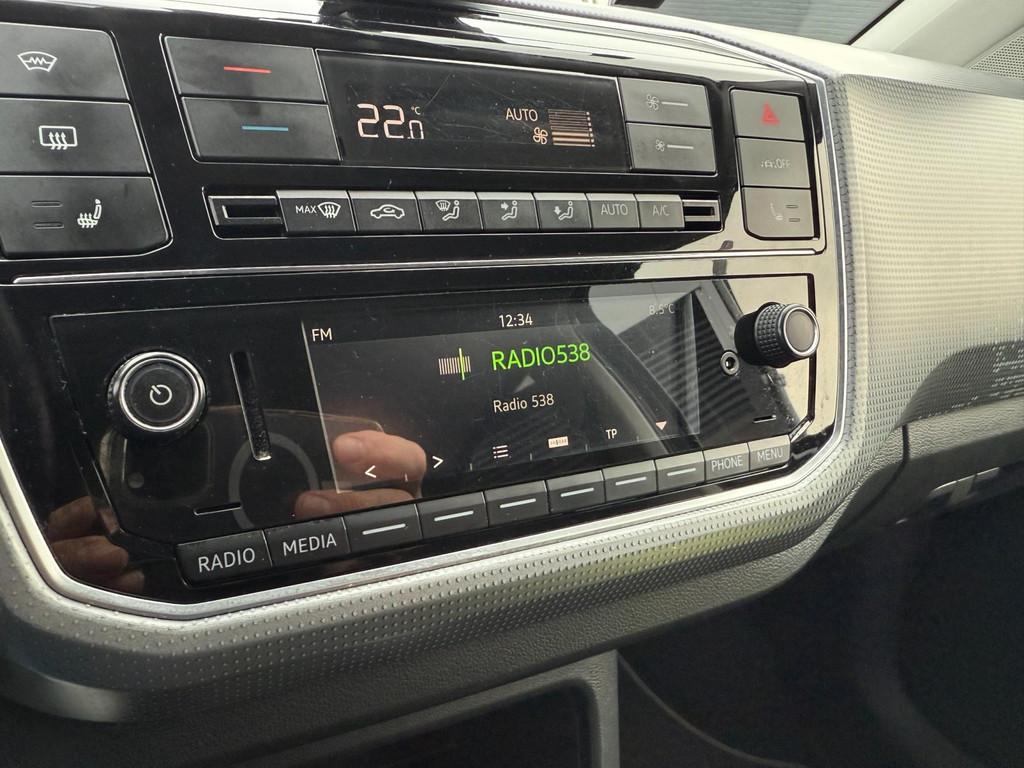 22.0 °C
AUTO
OFF
MAX
AUTO
A/C
FM
12:34
8.5°C
RADIO538
Radio 538
TP
RADIO
MEDIA
PHONE
MENU